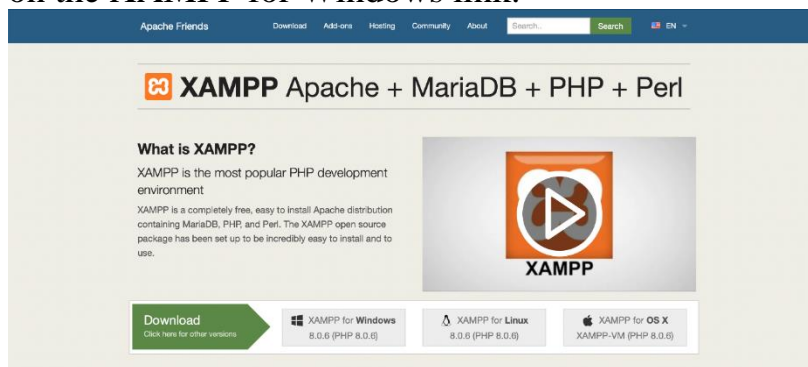 on the XAMPP for Windows link.
Apache Friends Download Add-ons Hosting Community About Search... Search EN
XAMPP Apache + MariaDB + PHP + Perl
What is XAMPP?
XAMPP is the most popular PHP development
environment
XAMPP is a completely free, easy to install Apache distribution
containing MariaDB, PHP, and Perl. The XAMPP open source
package has been set up to be incredibly easy to install and to
use.
XAMPP
Download
Click here for other versions
XAMPP for Windows
8.0.6 (PHP 8.0.6)
XAMPP for Linux
8.0.6 (PHP 8.0.6)
XAMPP for OS X
XAMPP-VM (PHP 8.0.6)